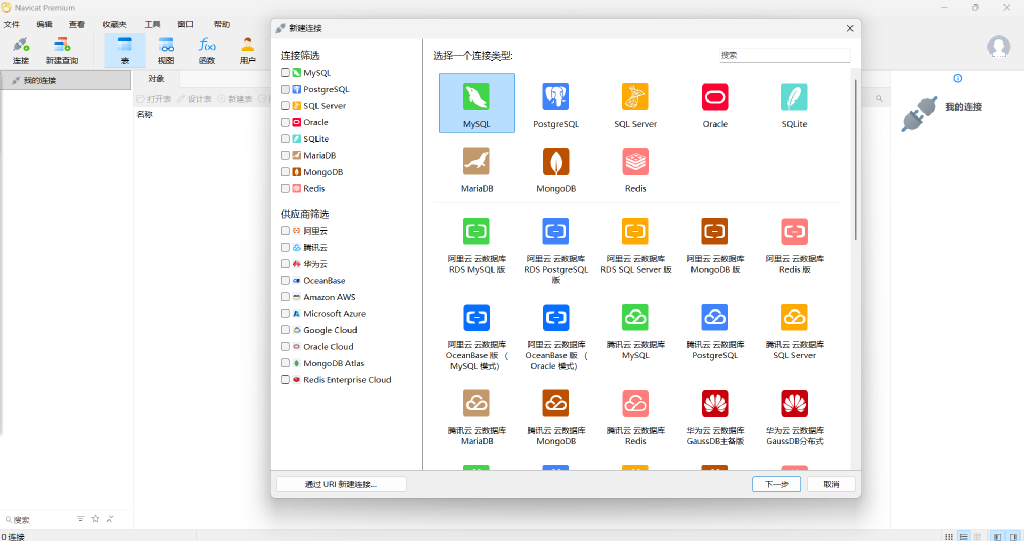 Navicat Premium
文件 编辑 查看 收藏夹 工具 窗口 帮助
连接 新建查询 表 视图 函数 用户
我的连接
对象
打开表 设计表 新建表
名称
新建连接
连接筛选
MySQL
PostgreSQL
SQL Server
Oracle
SQLite
MariaDB
MongoDB
Redis
供应商筛选
阿里云
腾讯云
华为云
OceanBase
Amazon AWS
Microsoft Azure
Google Cloud
Oracle Cloud
MongoDB Atlas
Redis Enterprise Cloud
选择一个连接类型:
搜索
MySQL PostgreSQL SQL Server Oracle SQLite
MariaDB MongoDB Redis
阿里云 云数据库 阿里云 云数据库 阿里云 云数据库 阿里云 云数据库 阿里云 云数据库
RDS MySQL 版 RDS PostgreSQL RDS SQL Server 版 MongoDB 版 Redis 版
版
阿里云 云数据库 阿里云 云数据库 腾讯云 云数据库 腾讯云 云数据库 腾讯云 云数据库
OceanBase 版 ( OceanBase 版 ( MySQL PostgreSQL SQL Server
MySQL 模式) Oracle 模式)
腾讯云 云数据库 腾讯云 云数据库 腾讯云 云数据库 华为云 云数据库 华为云 云数据库
MariaDB MongoDB Redis GaussDB主备版 GaussDB分布式
通过 URI 新建连接...
下一步 取消
我的连接
搜索
0 连接